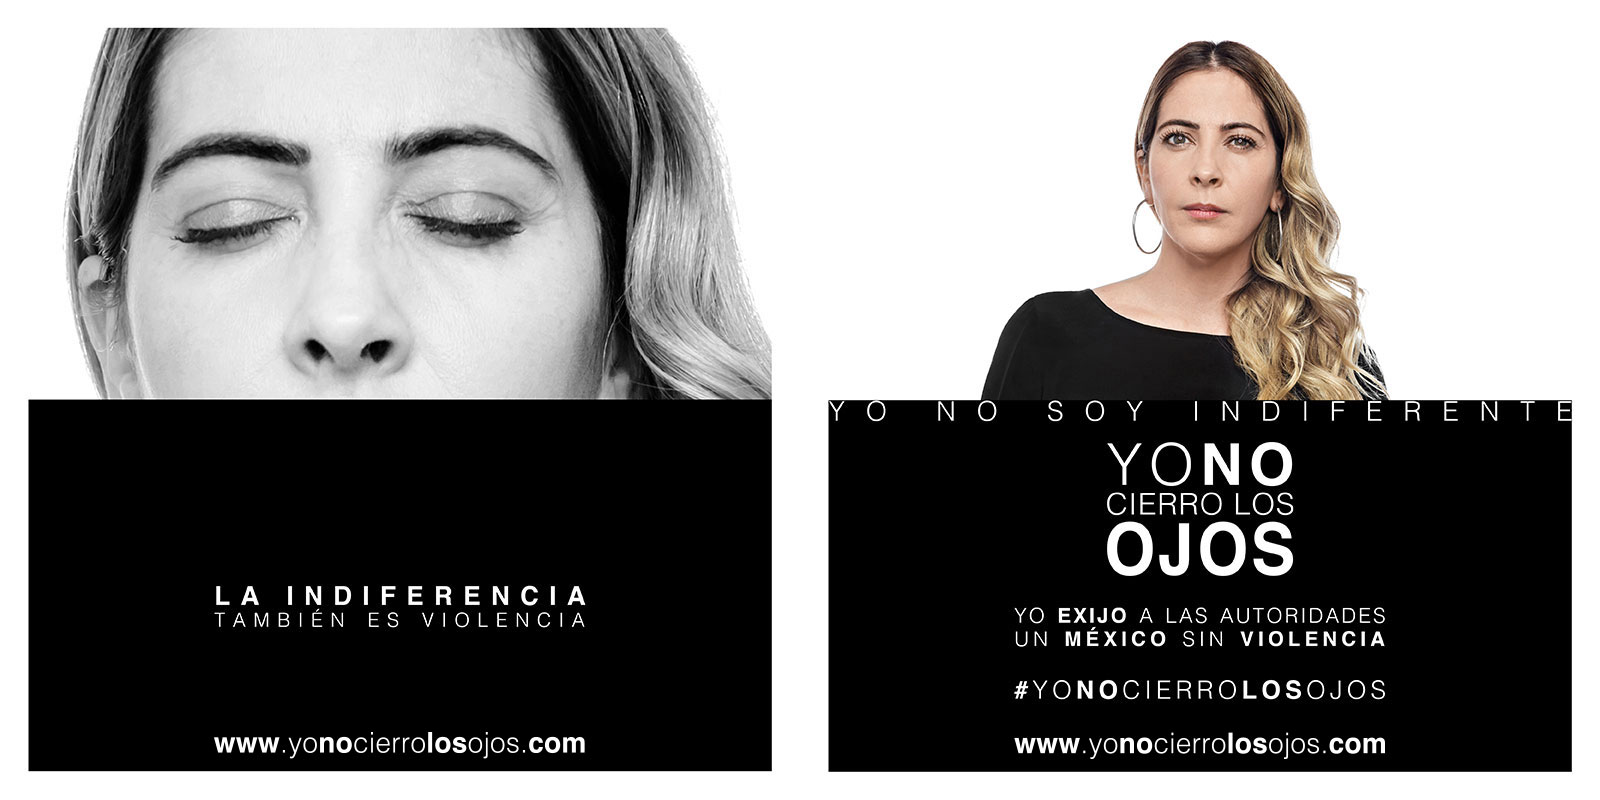 LA INDIFERENCIA
TAMBIÉN ES VIOLENCIA
www.yonocierrolosojos.com
YO NO SOY INDIFERENTE
YONO
CIERRO LOS
OJOS
YO EXIJO A LAS AUTORIDADES
UN MÉXICO SIN VIOLENCIA
#YONOCIERROLOSOJOS
www.yonocierrolosojos.com